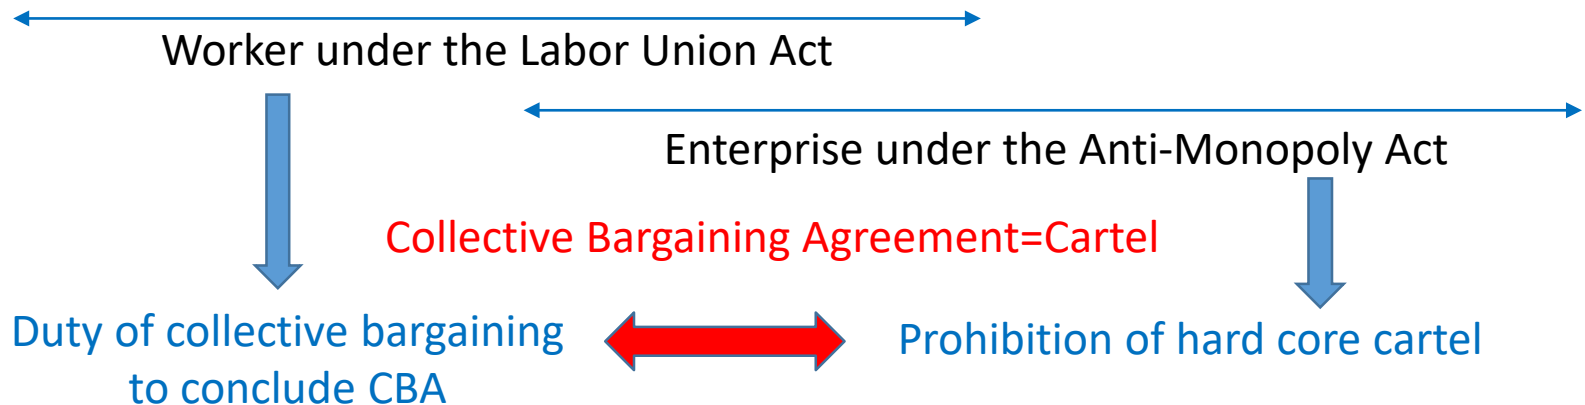 Worker under the Labor Union Act
Enterprise under the Anti-Monopoly Act
Collective Bargaining Agreement=Cartel
Duty of collective bargaining
to conclude CBA
Prohibition of hard core cartel